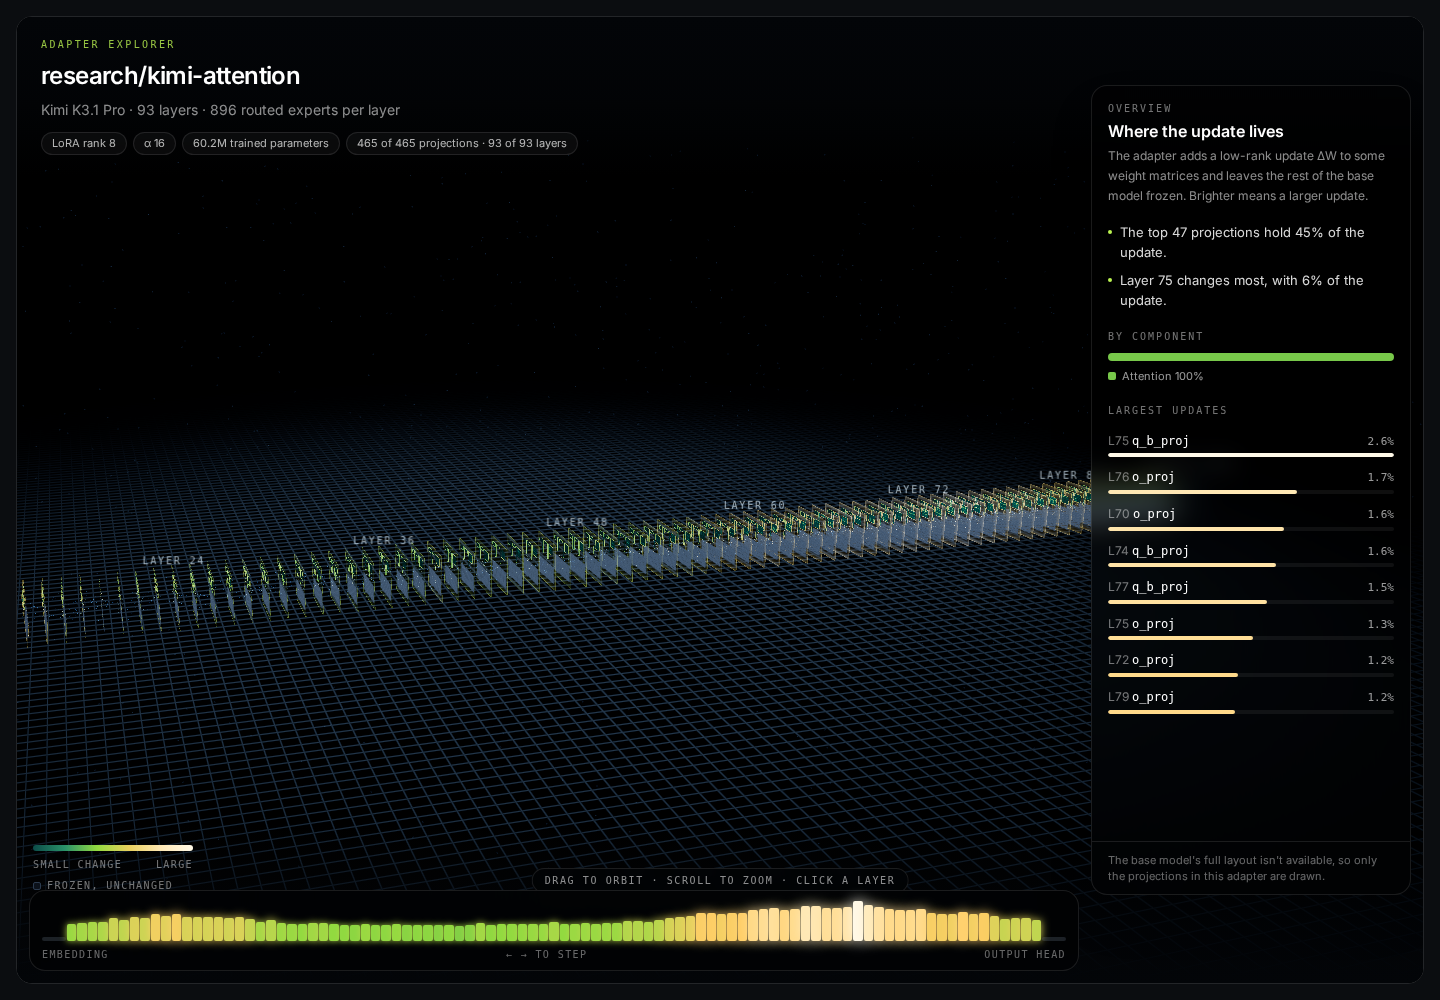 ADAPTER EXPLORER
research/kimi-attention
Kimi K3.1 Pro · 93 layers · 896 routed experts per layer
LoRA rank 8
α 16
60.2M trained parameters
465 of 465 projections · 93 of 93 layers
LAYER 24
LAYER 36
LAYER 48
LAYER 60
LAYER 72
LAYER 8
OVERVIEW
Where the update lives
The adapter adds a low-rank update ΔW to some
weight matrices and leaves the rest of the base
model frozen. Brighter means a larger update.
• The top 47 projections hold 45% of the
update.
• Layer 75 changes most, with 6% of the
update.
BY COMPONENT
Attention 100%
LARGEST UPDATES
L75 q_b_proj 2.6%
L76 o_proj 1.7%
L70 o_proj 1.6%
L74 q_b_proj 1.6%
L77 q_b_proj 1.5%
L75 o_proj 1.3%
L72 o_proj 1.2%
L79 o_proj 1.2%
The base model's full layout isn't available, so only
the projections in this adapter are drawn.
SMALL CHANGE LARGE
FROZEN, UNCHANGED
DRAG TO ORBIT · SCROLL TO ZOOM · CLICK A LAYER
EMBEDDING ← → TO STEP OUTPUT HEAD